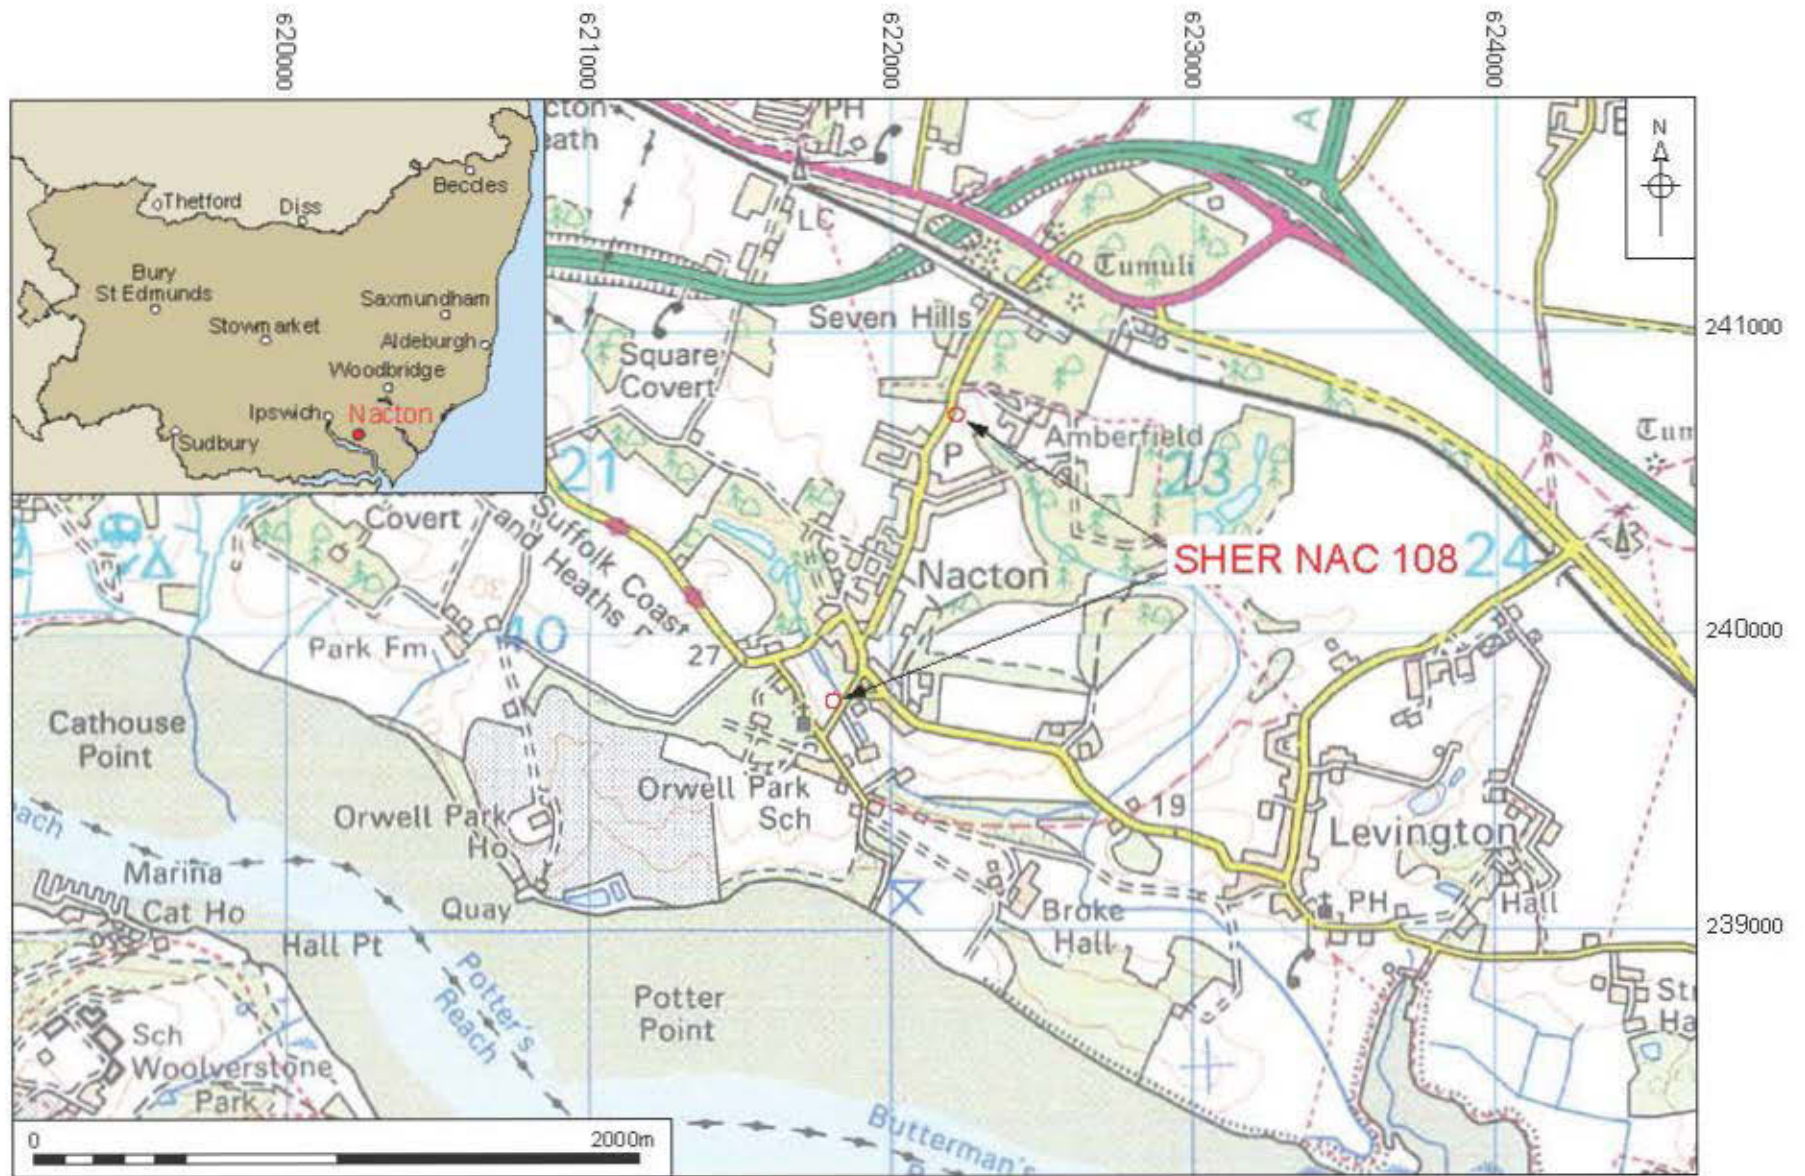 620000
621000
622000
623000
624000
N
Thetford
Diss
Beccles
Bury
St Edmunds
Stowmarket
Saxmundham
Aldeburgh
Woodbridge
Ipswich
Nacton
Sudbury
PH
LC
A
Tumuli
Seven Hills
241000
Square
Covert
Amberfield
P
21
23
24
Covert
Suffolk Coast
and Heaths
Nacton
SHER NAC 108
30
40
Park Fm
27
240000
Cathouse
Point
Orwell Park
Sch
Orwell Park
Ho
19
Levington
Marina
Cat Ho
Quay
Broke
Hall
PH
Hall
Hall Pt
239000
Potter's
Reach
Potter
Point
Sch
Woolverstone
Park
Butterman's
0
2000m